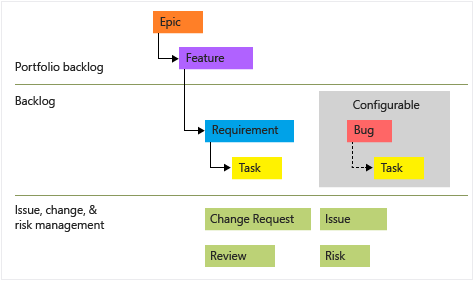 Epic
Feature
Portfolio backlog
Backlog
Configurable
Requirement
Bug
Task
Task
Issue, change, &
risk management
Change Request
Issue
Review
Risk